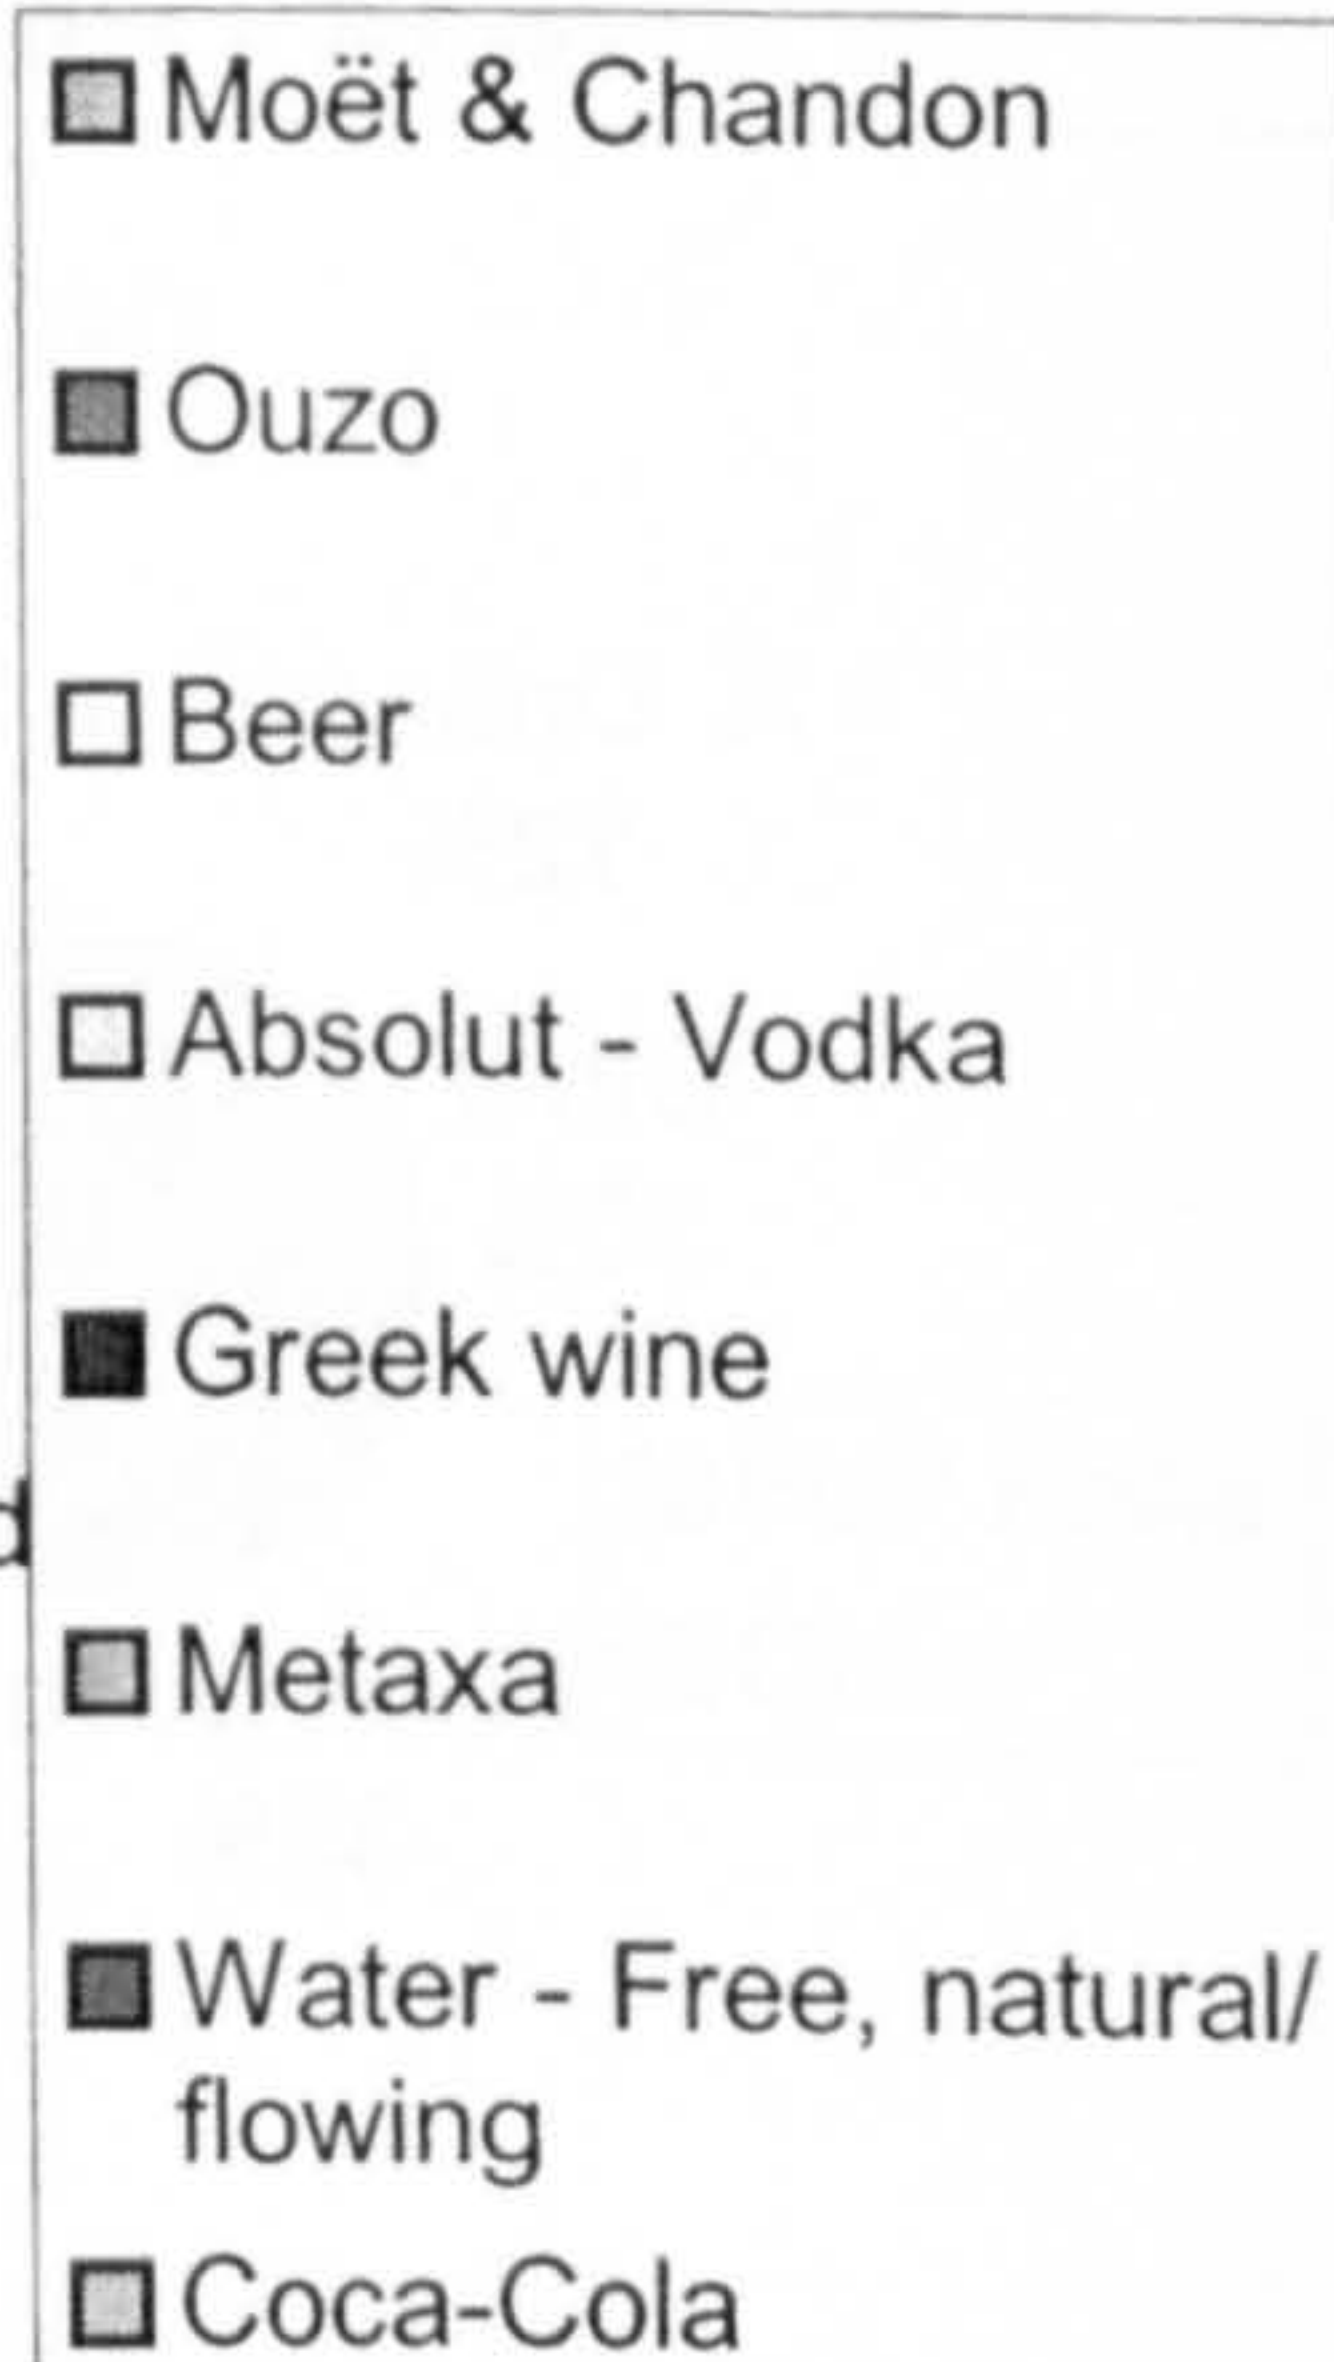 Moët & Chandon
Ouzo
Beer
Absolut - Vodka
Greek wine
d
Metaxa
Water - Free, natural/
flowing
Coca-Cola